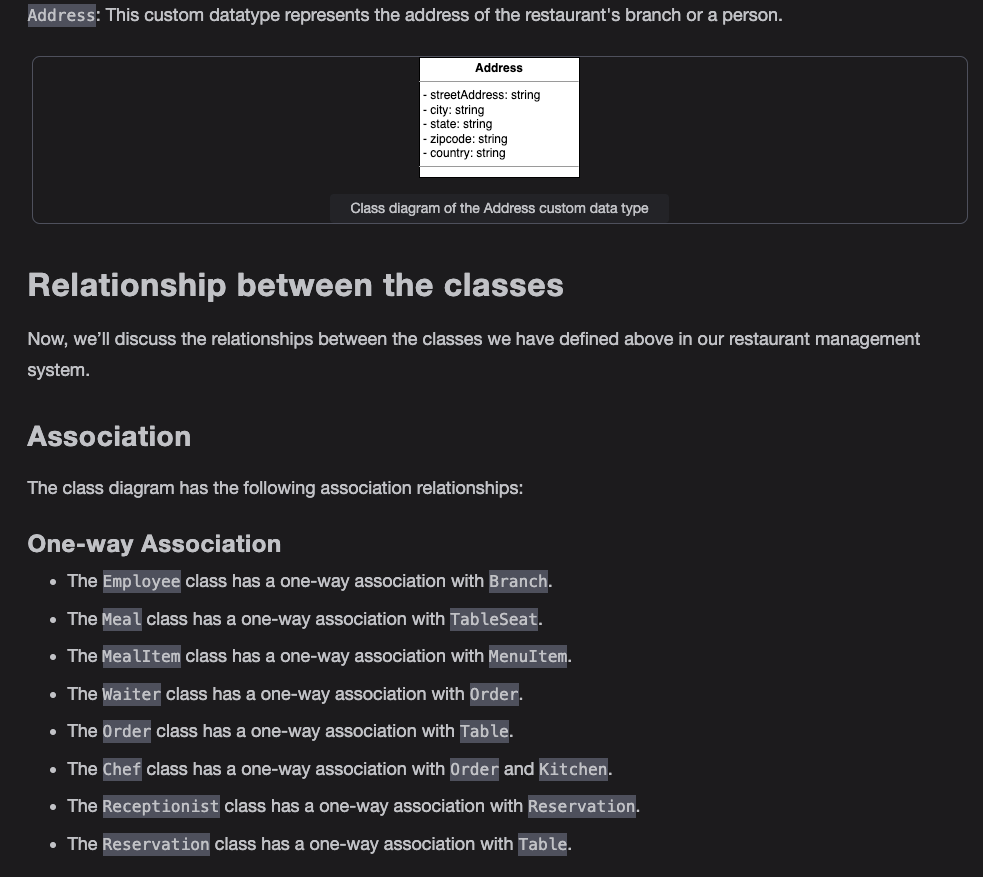 Address: This custom datatype represents the address of the restaurant's branch or a person.
Address
- streetAddress: string
- city: string
- state: string
- zipcode: string
- country: string
Class diagram of the Address custom data type
Relationship between the classes
Now, we’ll discuss the relationships between the classes we have defined above in our restaurant management
system.
Association
The class diagram has the following association relationships:
One-way Association
• The Employee class has a one-way association with Branch.
• The Meal class has a one-way association with TableSeat.
• The MealItem class has a one-way association with MenuItem.
• The Waiter class has a one-way association with Order.
• The Order class has a one-way association with Table.
• The Chef class has a one-way association with Order and Kitchen.
• The Receptionist class has a one-way association with Reservation.
• The Reservation class has a one-way association with Table.